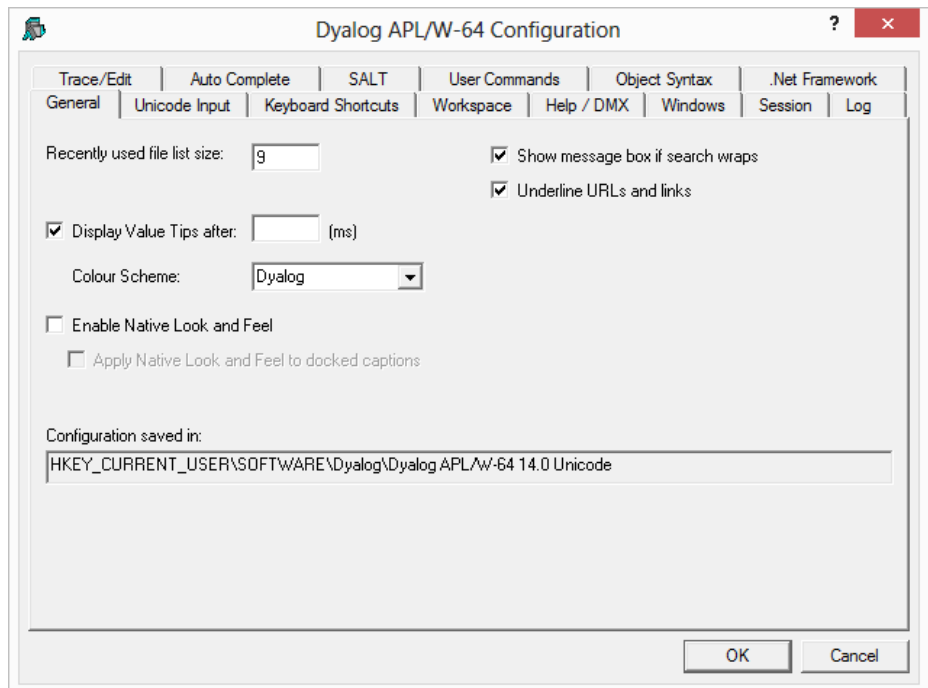 Dyalog APL/W-64 Configuration ?
Trace/Edit Auto Complete SALT User Commands Object Syntax .Net Framework
General Unicode Input Keyboard Shortcuts Workspace Help / DMX Windows Session Log
Recently used file list size: 9 Show message box if search wraps
Underline URLs and links
Display Value Tips after: (ms)
Colour Scheme: Dyalog
Enable Native Look and Feel
Apply Native Look and Feel to docked captions
Configuration saved in:
HKEY_CURRENT_USER\SOFTWARE\Dyalog\Dyalog APL/W-64 14.0 Unicode
OK Cancel